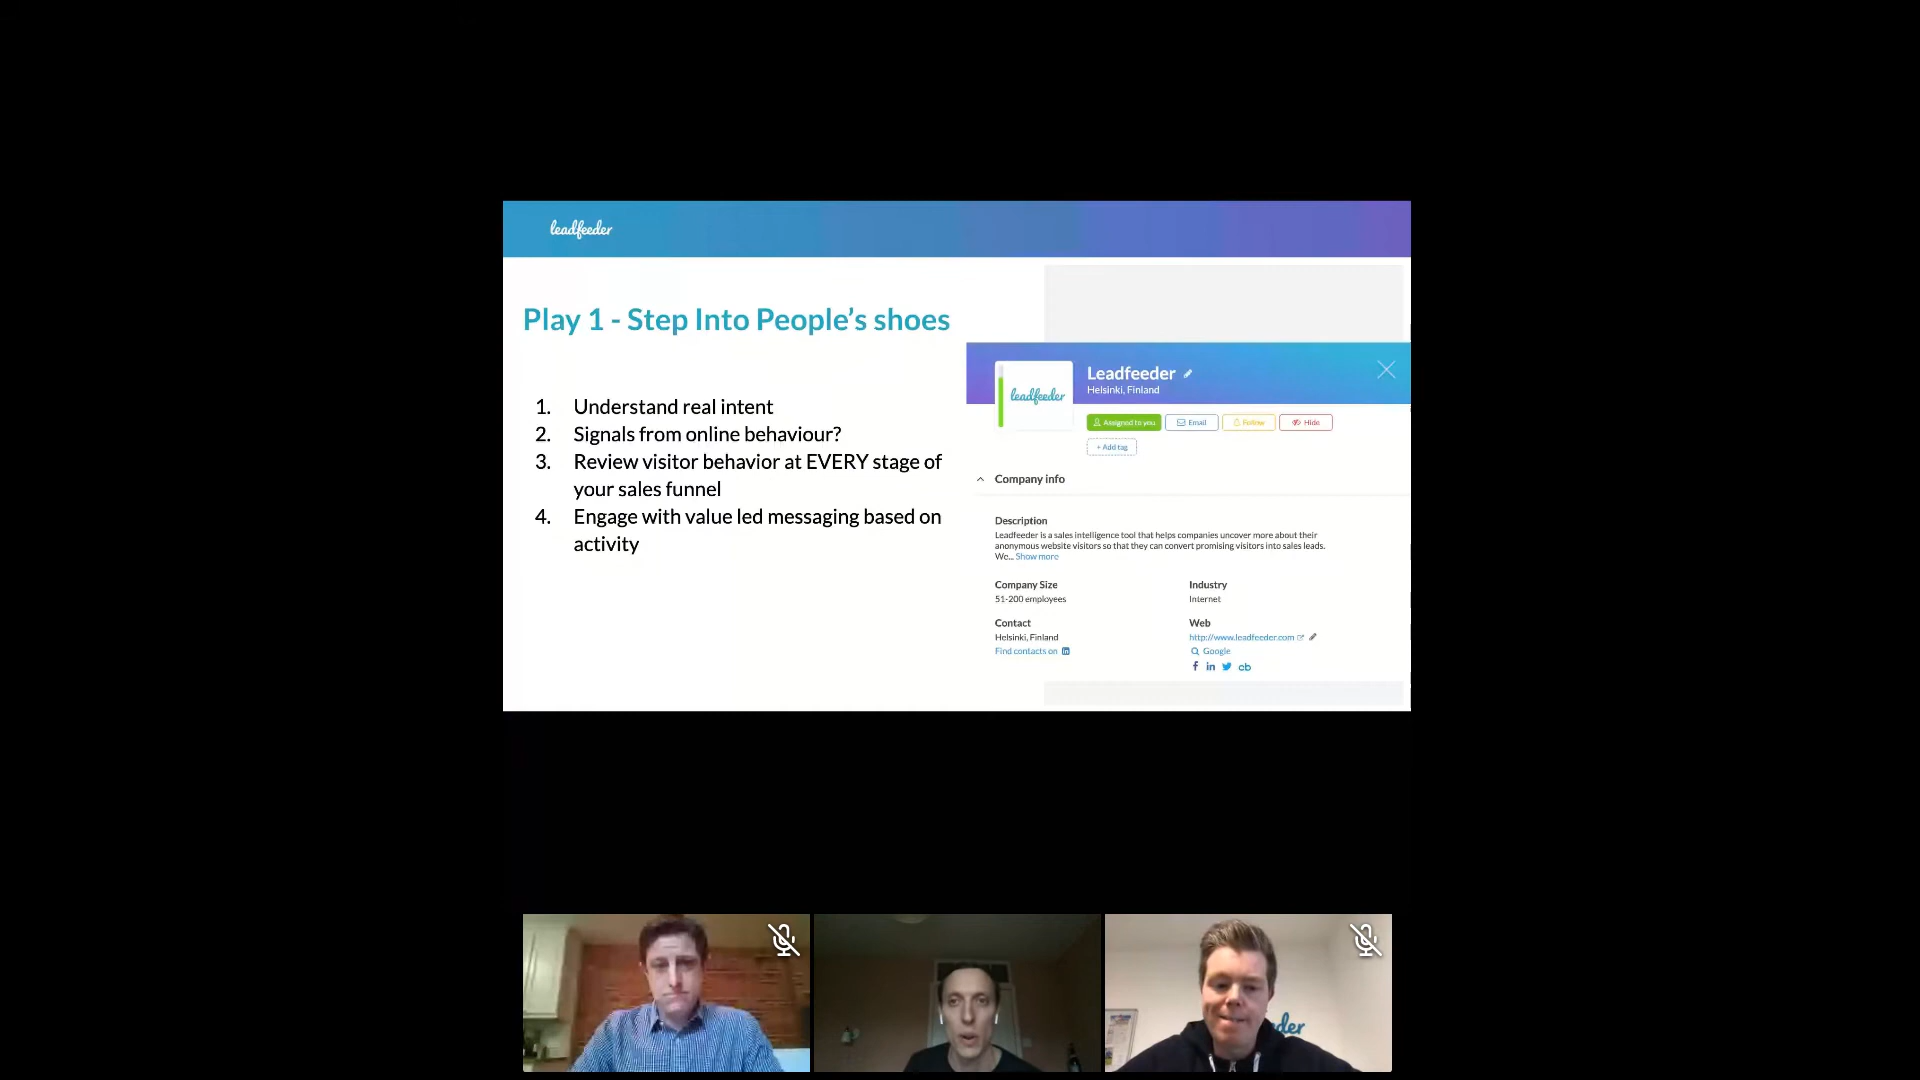 leadfeeder
Play 1 - Step Into People's shoes
1. Understand real intent
2. Signals from online behaviour?
3. Review visitor behavior at EVERY stage of
your sales funnel
4. Engage with value led messaging based on
activity
leadfeeder
Leadfeeder
Helsinki, Finland
Assigned to you
Email
Follow
Hide
+ Add tag
Company info
Description
Leadfeeder is a sales intelligence tool that helps companies uncover more about their
anonymous website visitors so that they can convert promising visitors into sales leads.
We... Show more
Company Size
51-200 employees
Industry
Internet
Contact
Helsinki, Finland
Find contacts on in
Web
http://www.leadfeeder.com
Google
f in cb
der